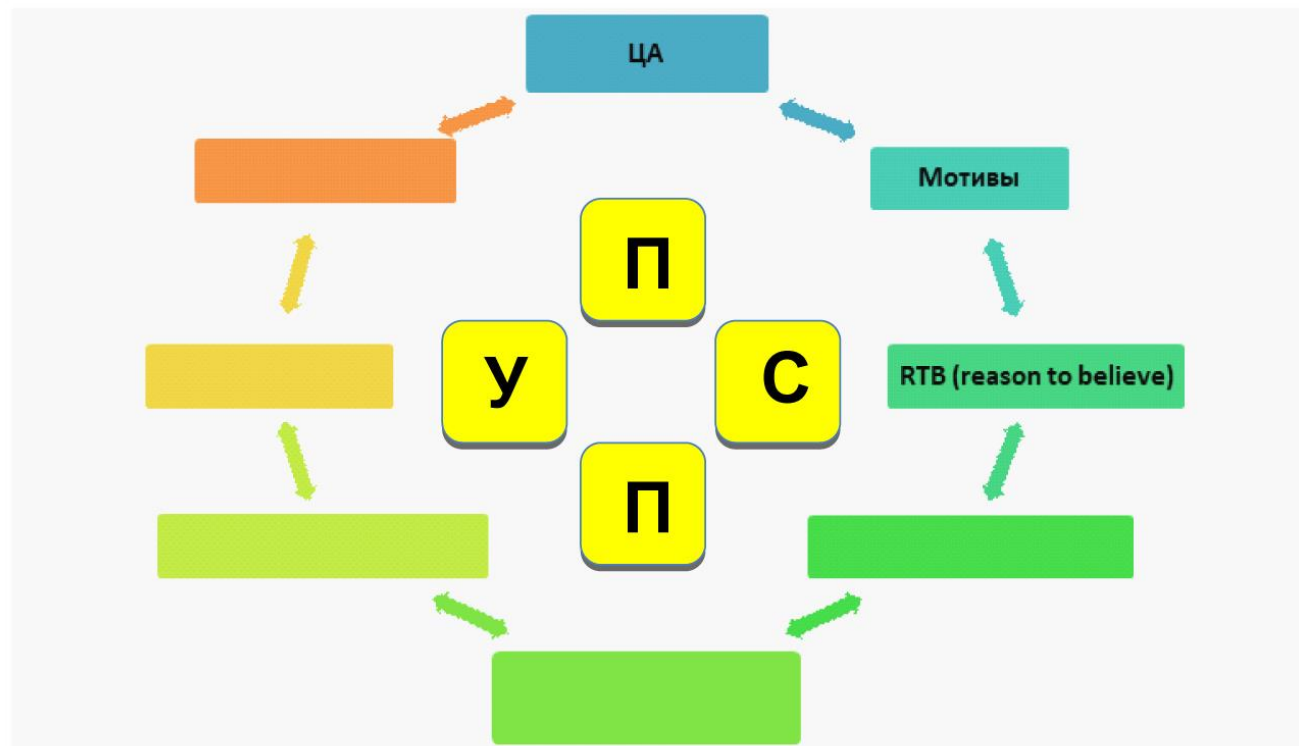 ЦА
Мотивы
П
У
С
RTB (reason to believe)
П